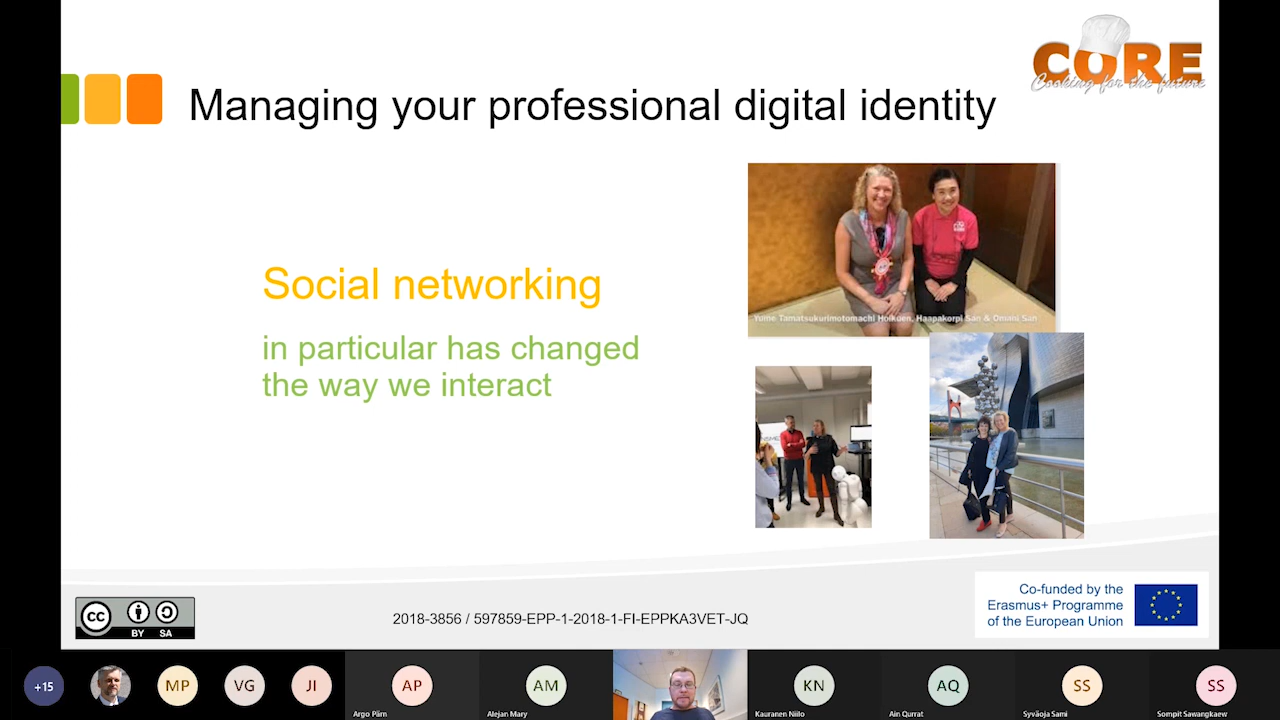 CORE
Cooking for the future
Managing your professional digital identity
Yuine Tamatsukurimotomachi Hotkoen, Haapakorpi San & Omaisi San
Social networking
in particular has changed
the way we interact
Co-funded by the
Erasmus+ Programme
of the European Union
cc
BY SA
2018-3856 / 597859-EPP-1-2018-1-FI-EPPKA3VET-JQ
+15
MP
VG
JI
AP
Argo Pärn
AM
Alejan Mary
KN
Kauranen Niilo
AQ
Ain Qurrat
SS
Syväoja Sami
SS
Sompit Sawangkaew